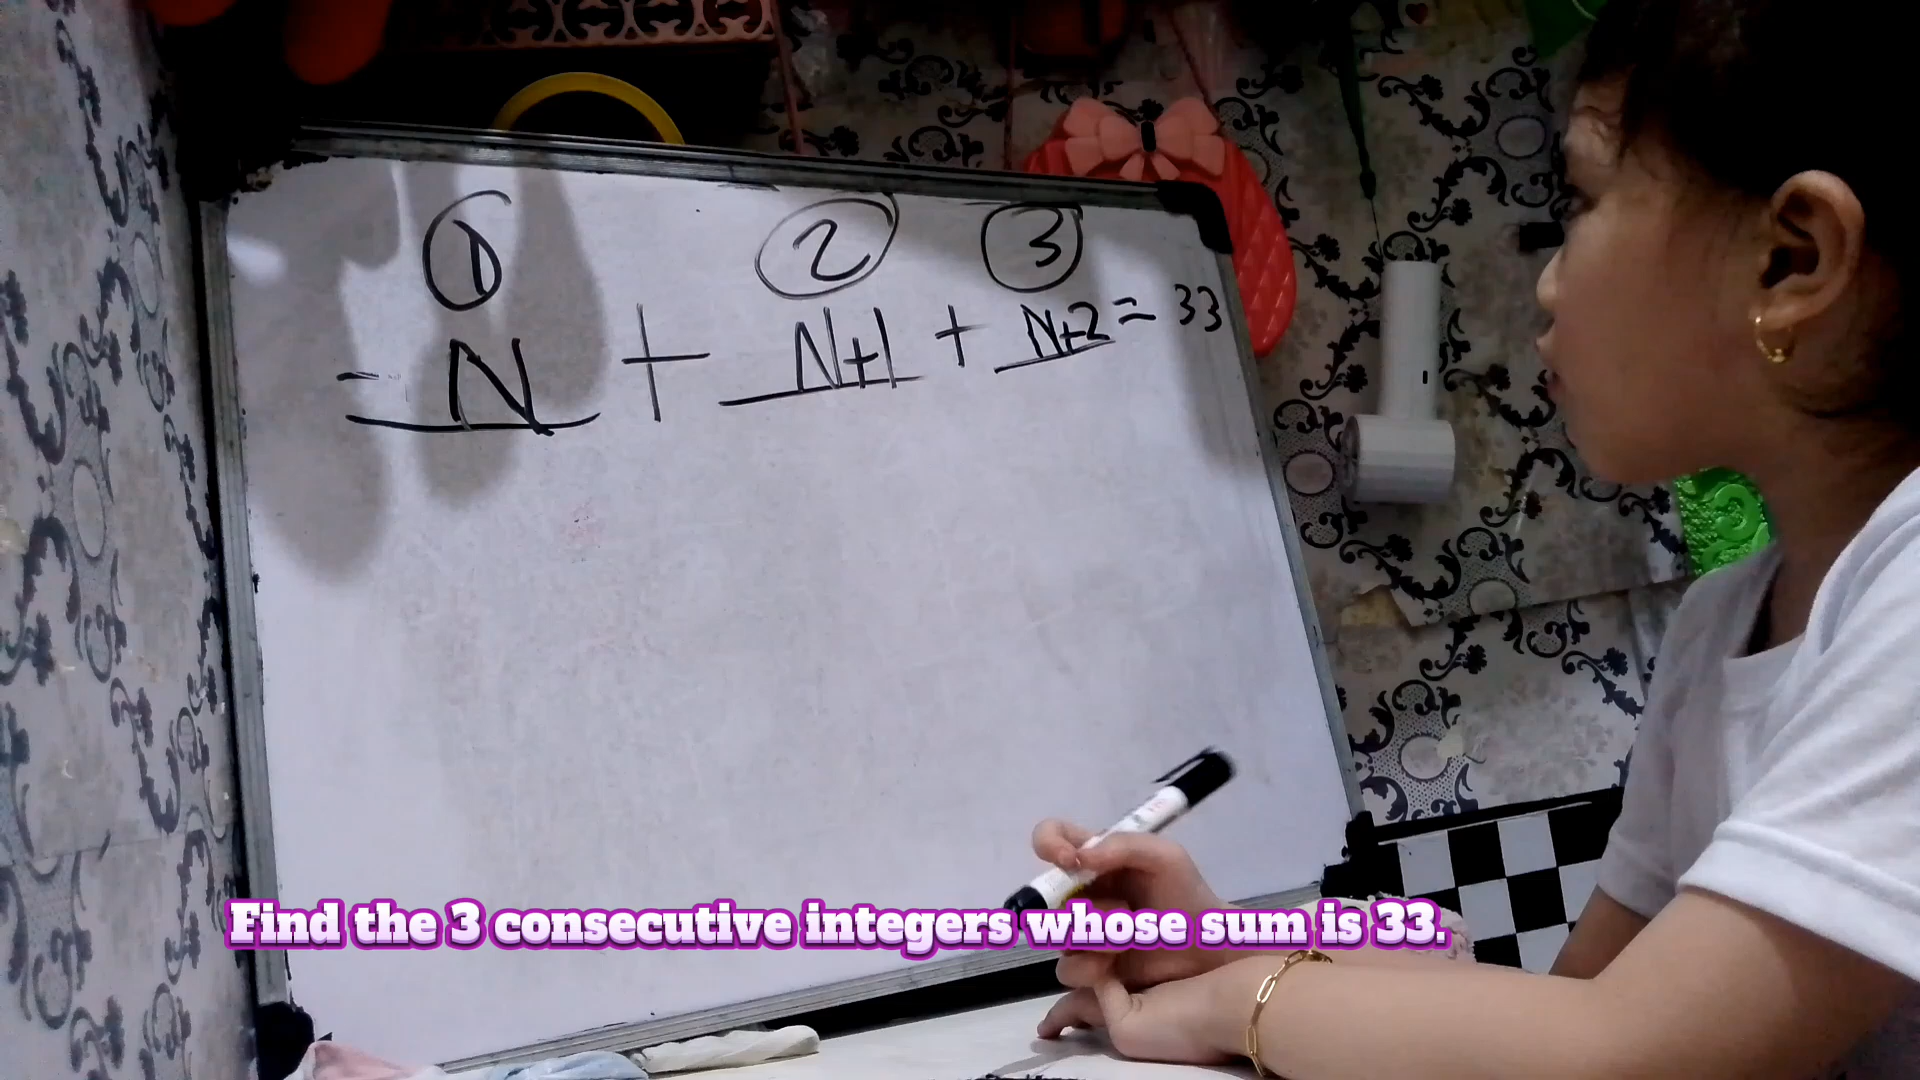 1 2 3
N + N+1 + N+2 = 33
Find the 3 consecutive integers whose sum is 33.